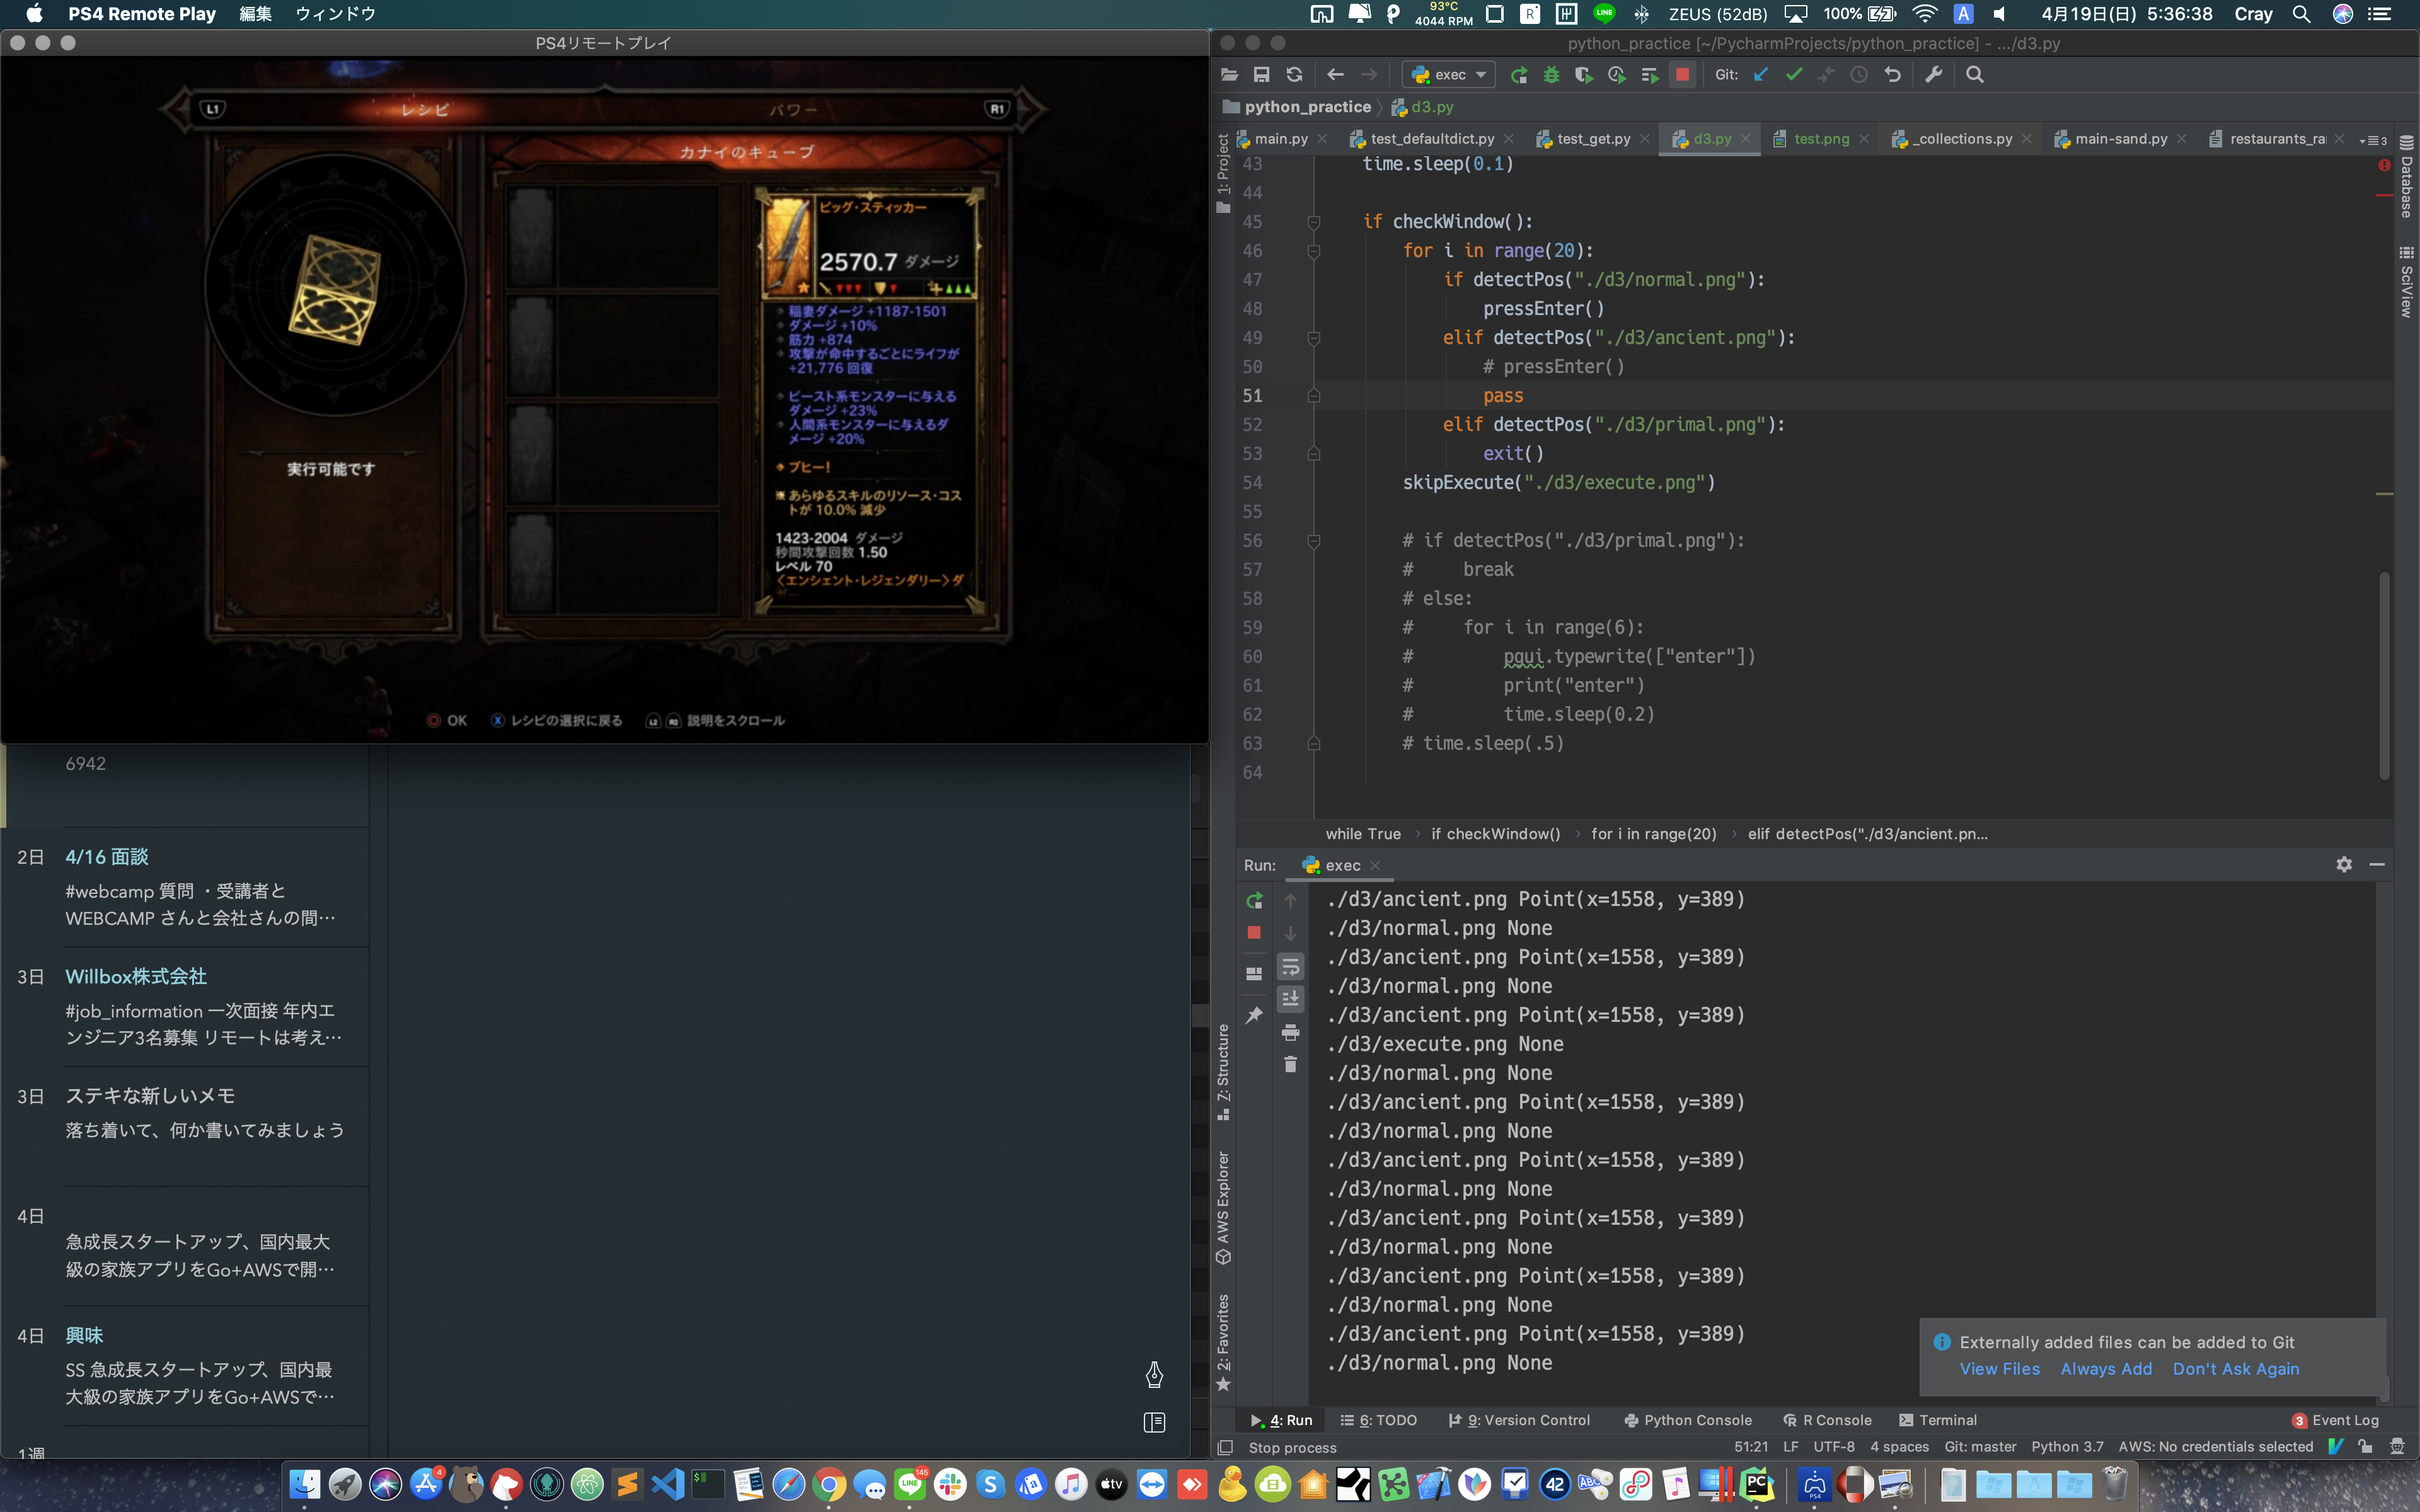 PS4 Remote Play 編集 ウィンドウ
93°C
4044 RPM
LINE
ZEUS (52dB)
100%
A
4月19日(日) 5:36:38
Cray
PS4リモートプレイ
L1 レシピ パワー R1
カナイのキューブ
ビッグ・スティッカー
2570.7 ダメージ
稲妻ダメージ +1187-1501
ダメージ +10%
筋力 +874
攻撃が命中するごとにライフが
+21,776 回復
ビースト系モンスターに与える
ダメージ +23%
人間系モンスターに与えるダ
メージ +20%
ブヒー!
あらゆるスキルのリソース・コス
トが 10.0% 減少
1423-2004 ダメージ
秒間攻撃回数 1.50
レベル 70
〈エンシェント・レジェンダリー〉ダ
実行可能です
OK X レシピの選択に戻る L2 R2 説明をスクロール
6942
2日 4/16 面談
#webcamp 質問 ・受講者と
WEBCAMP さんと会社さんの間…
3日 Willbox株式会社
#job_information 一次面接 年内エ
ンジニア3名募集 リモートは考え…
3日 ステキな新しいメモ
落ち着いて、何か書いてみましょう
4日
急成長スタートアップ、国内最大
級の家族アプリをGo+AWSで開…
4日 興味
SS 急成長スタートアップ、国内最
大級の家族アプリをGo+AWSで…
1週
python_practice [~/PycharmProjects/python_practice] - .../d3.py
exec Git:
python_practice d3.py
main.py test_defaultdict.py test_get.py d3.py test.png _collections.py main-sand.py restaurants_ra 3
1: Project
Database
SciView
43 time.sleep(0.1)
44
45 if checkWindow():
46 for i in range(20):
47 if detectPos("./d3/normal.png"):
48 pressEnter()
49 elif detectPos("./d3/ancient.png"):
50 # pressEnter()
51 pass
52 elif detectPos("./d3/primal.png"):
53 exit()
54 skipExecute("./d3/execute.png")
55
56 # if detectPos("./d3/primal.png"):
57 # break
58 # else:
59 # for i in range(6):
60 # pgui.typewrite(["enter"])
61 # print("enter")
62 # time.sleep(0.2)
63 # time.sleep(.5)
64
while True › if checkWindow() › for i in range(20) › elif detectPos("./d3/ancient.pn...
Run: exec
./d3/ancient.png Point(x=1558, y=389)
./d3/normal.png None
./d3/ancient.png Point(x=1558, y=389)
./d3/normal.png None
./d3/ancient.png Point(x=1558, y=389)
./d3/execute.png None
./d3/normal.png None
./d3/ancient.png Point(x=1558, y=389)
./d3/normal.png None
./d3/ancient.png Point(x=1558, y=389)
./d3/normal.png None
./d3/ancient.png Point(x=1558, y=389)
./d3/normal.png None
./d3/ancient.png Point(x=1558, y=389)
./d3/normal.png None
./d3/ancient.png Point(x=1558, y=389)
./d3/normal.png None
Z: Structure
AWS Explorer
2: Favorites
Externally added files can be added to Git
View Files Always Add Don't Ask Again
4: Run 6: TODO 9: Version Control Python Console R Console Terminal 3 Event Log
Stop process
51:21 LF UTF-8 4 spaces Git: master Python 3.7 AWS: No credentials selected
4
145
tv
42
ABC
PC
PS4